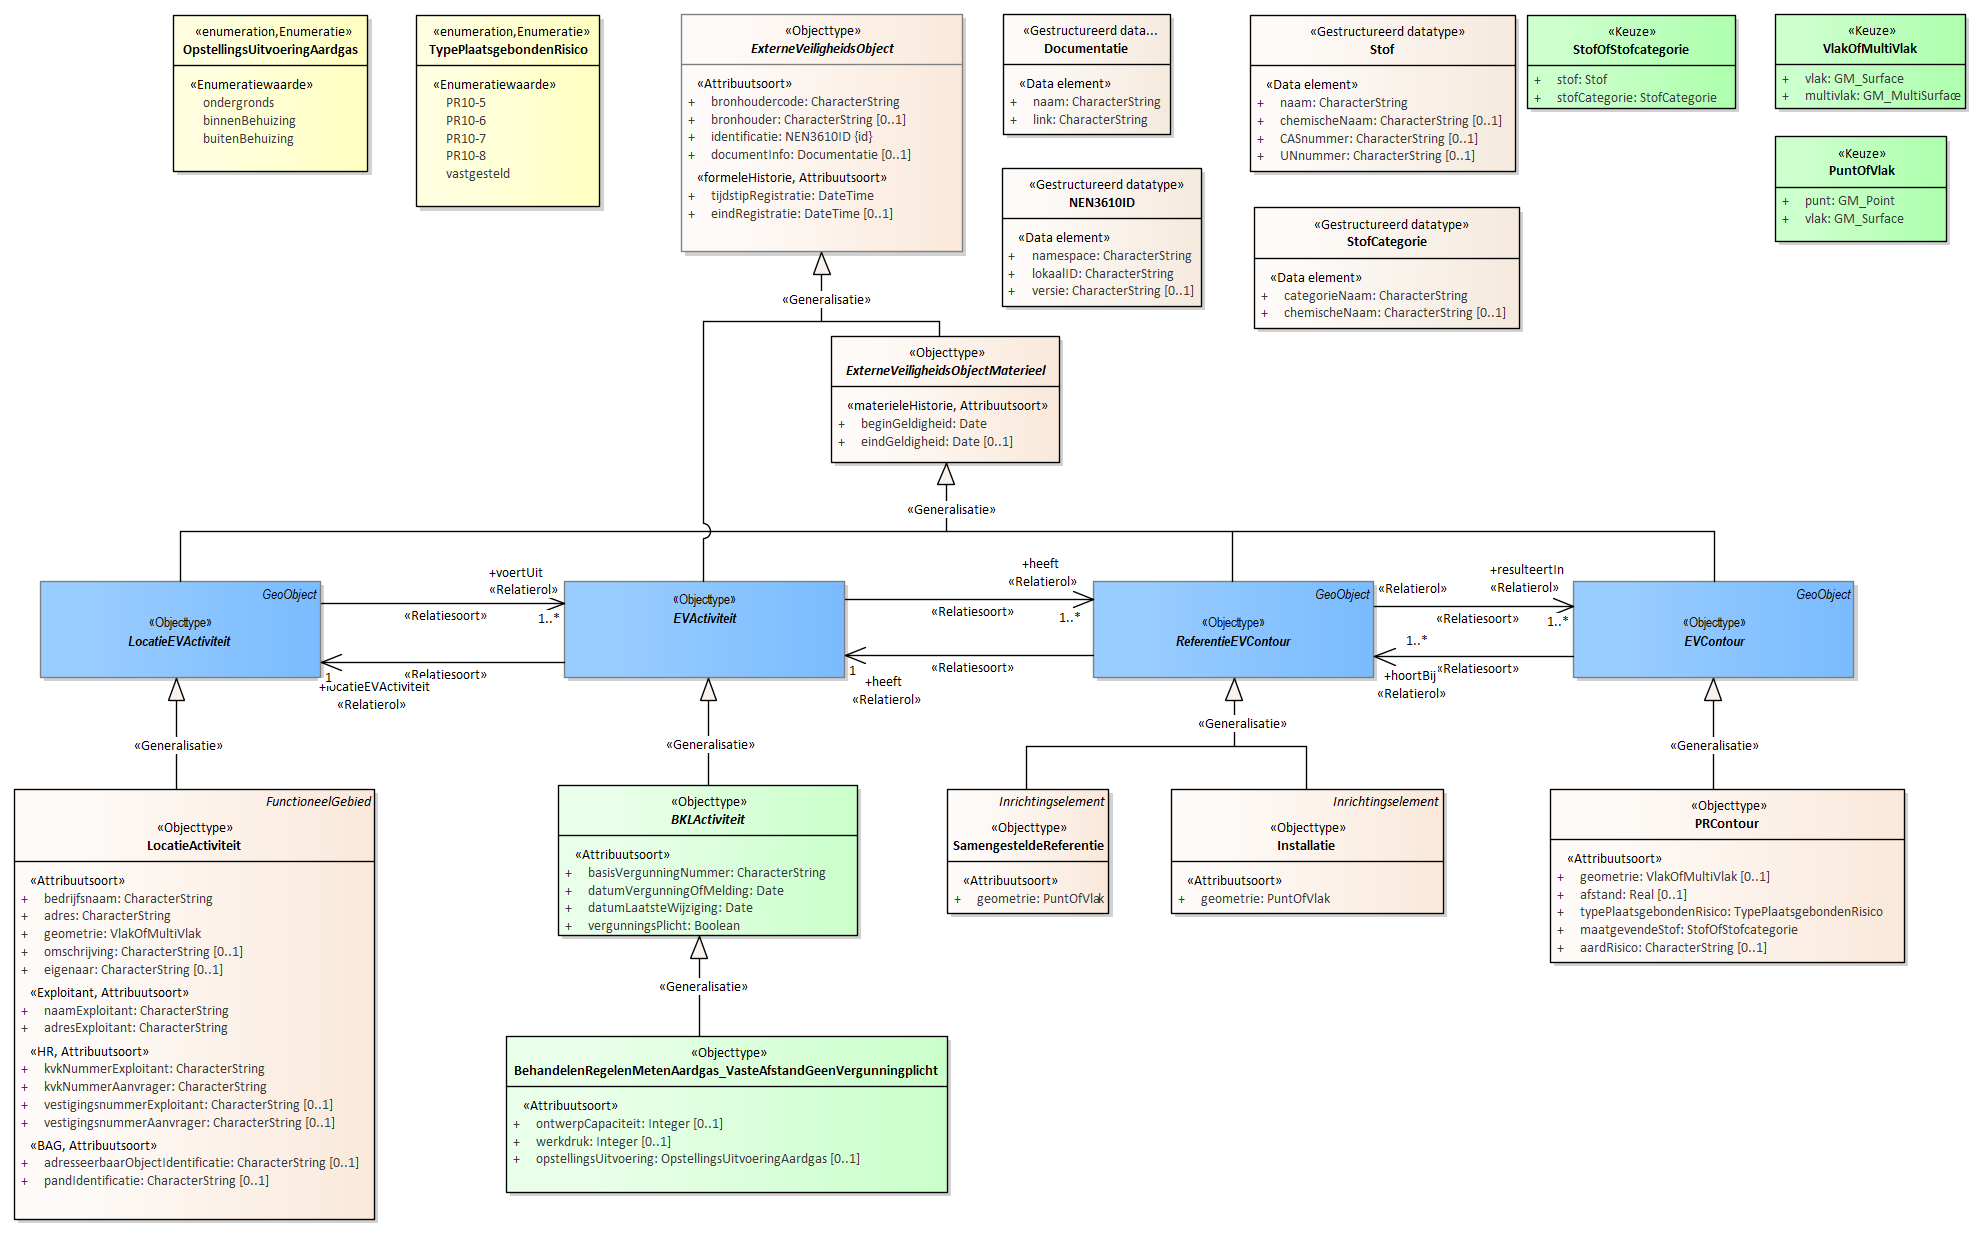 «enumeration,Enumeratie»
OpstellingsUitvoeringAardgas
«Enumeratiewaarde»
ondergronds
binnenBehuizing
buitenBehuizing
«enumeration,Enumeratie»
TypePlaatsgebondenRisico
«Enumeratiewaarde»
PR10-5
PR10-6
PR10-7
PR10-8
vastgesteld
«Objecttype»
ExterneVeiligheidsObject
«Attribuutsoort»
+ bronhoudercode: CharacterString
+ bronhouder: CharacterString [0..1]
+ identificatie: NEN3610ID {id}
+ documentInfo: Documentatie [0..1]
«formeleHistorie, Attribuutsoort»
+ tijdstipRegistratie: DateTime
+ eindRegistratie: DateTime [0..1]
«Gestructureerd data...
Documentatie
«Data element»
+ naam: CharacterString
+ link: CharacterString
«Gestructureerd datatype»
NEN3610ID
«Data element»
+ namespace: CharacterString
+ lokaalID: CharacterString
+ versie: CharacterString [0..1]
«Gestructureerd datatype»
Stof
«Data element»
+ naam: CharacterString
+ chemischeNaam: CharacterString [0..1]
+ CASnummer: CharacterString [0..1]
+ UNnummer: CharacterString [0..1]
«Gestructureerd datatype»
StofCategorie
«Data element»
+ categorieNaam: CharacterString
+ chemischeNaam: CharacterString [0..1]
«Keuze»
StofOfStofcategorie
+ stof: Stof
+ stofCategorie: StofCategorie
«Keuze»
VlakOfMultiVlak
+ vlak: GM_Surface
+ multivlak: GM_MultiSurface
«Keuze»
PuntOfVlak
+ punt: GM_Point
+ vlak: GM_Surface
«Generalisatie»
«Objecttype»
ExterneVeiligheidsObjectMaterieel
«materieleHistorie, Attribuutsoort»
+ beginGeldigheid: Date
+ eindGeldigheid: Date [0..1]
«Generalisatie»
GeoObject
«Objecttype»
LocatieEVActiviteit
+voertUit
«Relatierol»
«Relatiesoort»
1..*
«Relatiesoort»
1
+locatieEVActiviteit
«Relatierol»
«Objecttype»
EVActiviteit
+heeft
«Relatierol»
«Relatiesoort»
1..*
«Relatiesoort»
1
+heeft
«Relatierol»
GeoObject
«Objecttype»
ReferentieEVContour
«Relatierol»
+resulteertIn
«Relatierol»
«Relatiesoort»
1..*
1..*
«Relatiesoort»
+hoortBij
«Relatierol»
GeoObject
«Objecttype»
EVContour
«Generalisatie»
«Generalisatie»
«Generalisatie»
«Generalisatie»
FunctioneelGebied
«Objecttype»
LocatieActiviteit
«Attribuutsoort»
+ bedrijfsnaam: CharacterString
+ adres: CharacterString
+ geometrie: VlakOfMultiVlak
+ omschrijving: CharacterString [0..1]
+ eigenaar: CharacterString [0..1]
«Exploitant, Attribuutsoort»
+ naamExploitant: CharacterString
+ adresExploitant: CharacterString
«HR, Attribuutsoort»
+ kvkNummerExploitant: CharacterString
+ kvkNummerAanvrager: CharacterString
+ vestigingsnummerExploitant: CharacterString [0..1]
+ vestigingsnummerAanvrager: CharacterString [0..1]
«BAG, Attribuutsoort»
+ adresseerbaarObjectIdentificatie: CharacterString [0..1]
+ pandIdentificatie: CharacterString [0..1]
«Objecttype»
BKLActiviteit
«Attribuutsoort»
+ basisVergunningNummer: CharacterString
+ datumVergunningOfMelding: Date
+ datumLaatsteWijziging: Date
+ vergunningsPlicht: Boolean
«Generalisatie»
«Objecttype»
BehandelenRegelenMetenAardgas_VasteAfstandGeenVergunningplicht
«Attribuutsoort»
+ ontwerpCapaciteit: Integer [0..1]
+ werkdruk: Integer [0..1]
+ opstellingsUitvoering: OpstellingsUitvoeringAardgas [0..1]
Inrichtingselement
«Objecttype»
SamengesteldeReferentie
«Attribuutsoort»
+ geometrie: PuntOfVlak
Inrichtingselement
«Objecttype»
Installatie
«Attribuutsoort»
+ geometrie: PuntOfVlak
«Objecttype»
PRContour
«Attribuutsoort»
+ geometrie: VlakOfMultiVlak [0..1]
+ afstand: Real [0..1]
+ typePlaatsgebondenRisico: TypePlaatsgebondenRisico
+ maatgevendeStof: StofOfStofcategorie
+ aardRisico: CharacterString [0..1]